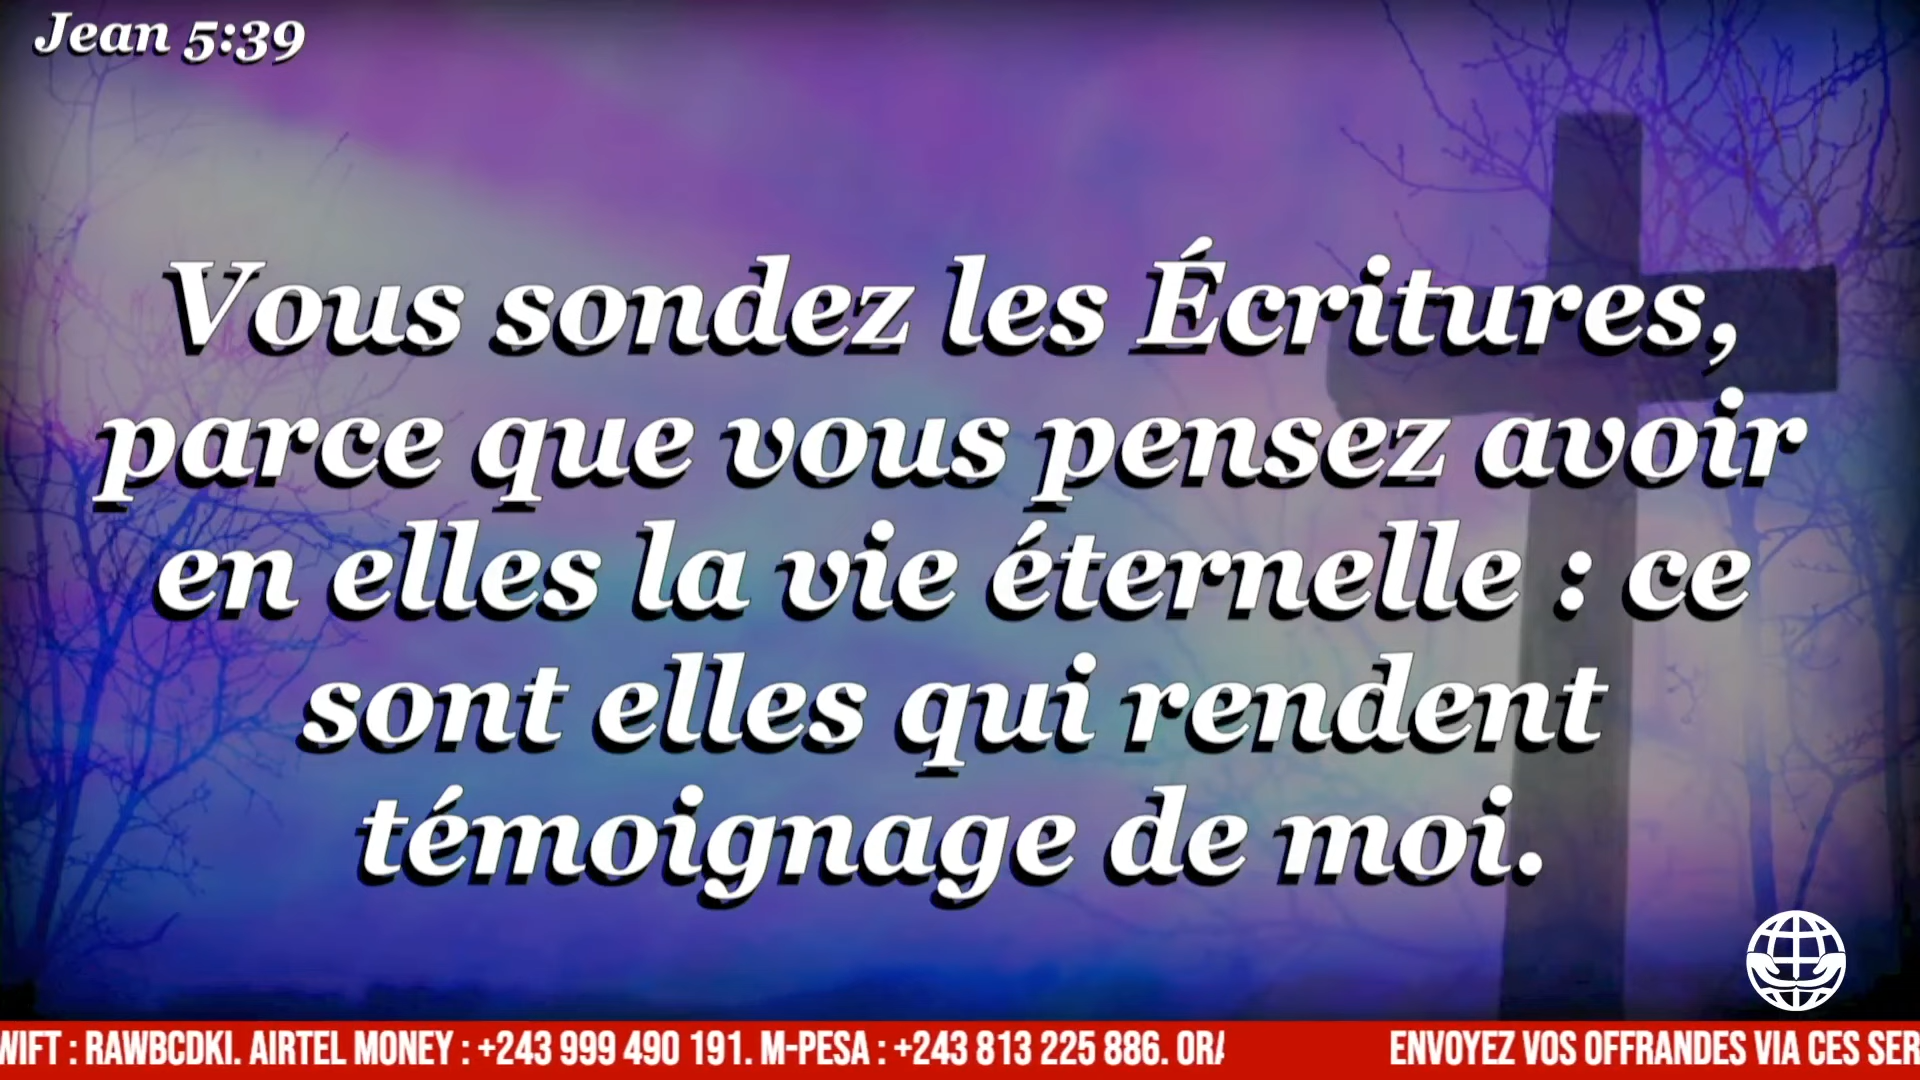 Jean 5:39
Vous sondez les Écritures,
parce que vous pensez avoir
en elles la vie éternelle : ce
sont elles qui rendent
témoignage de moi.
WIFT : RAWBCDKI. AIRTEL MONEY : +243 999 490 191. M-PESA : +243 813 225 886. ORA ENVOYEZ VOS OFFRANDES VIA CES SER